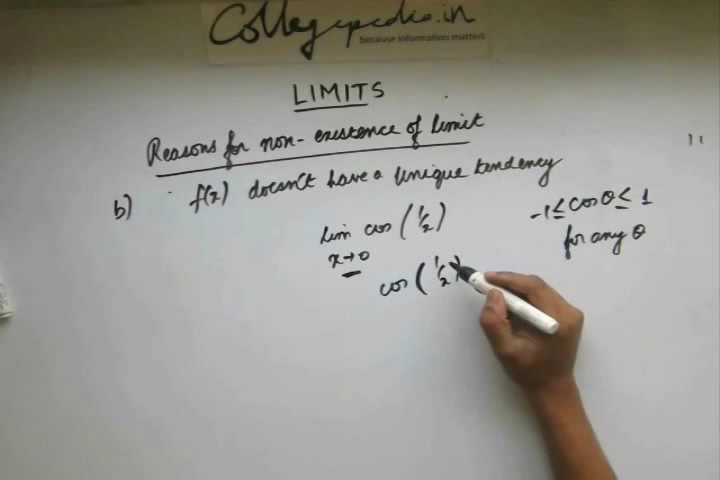 Collegepedia.in
because information matters
LIMITS
Reasons for non-existence of limit
b) f(x) doesn't have a unique tendency
lim cos (1/x)
x→0
-1 ≤ cos θ ≤ 1
for any θ
cos (1/x)